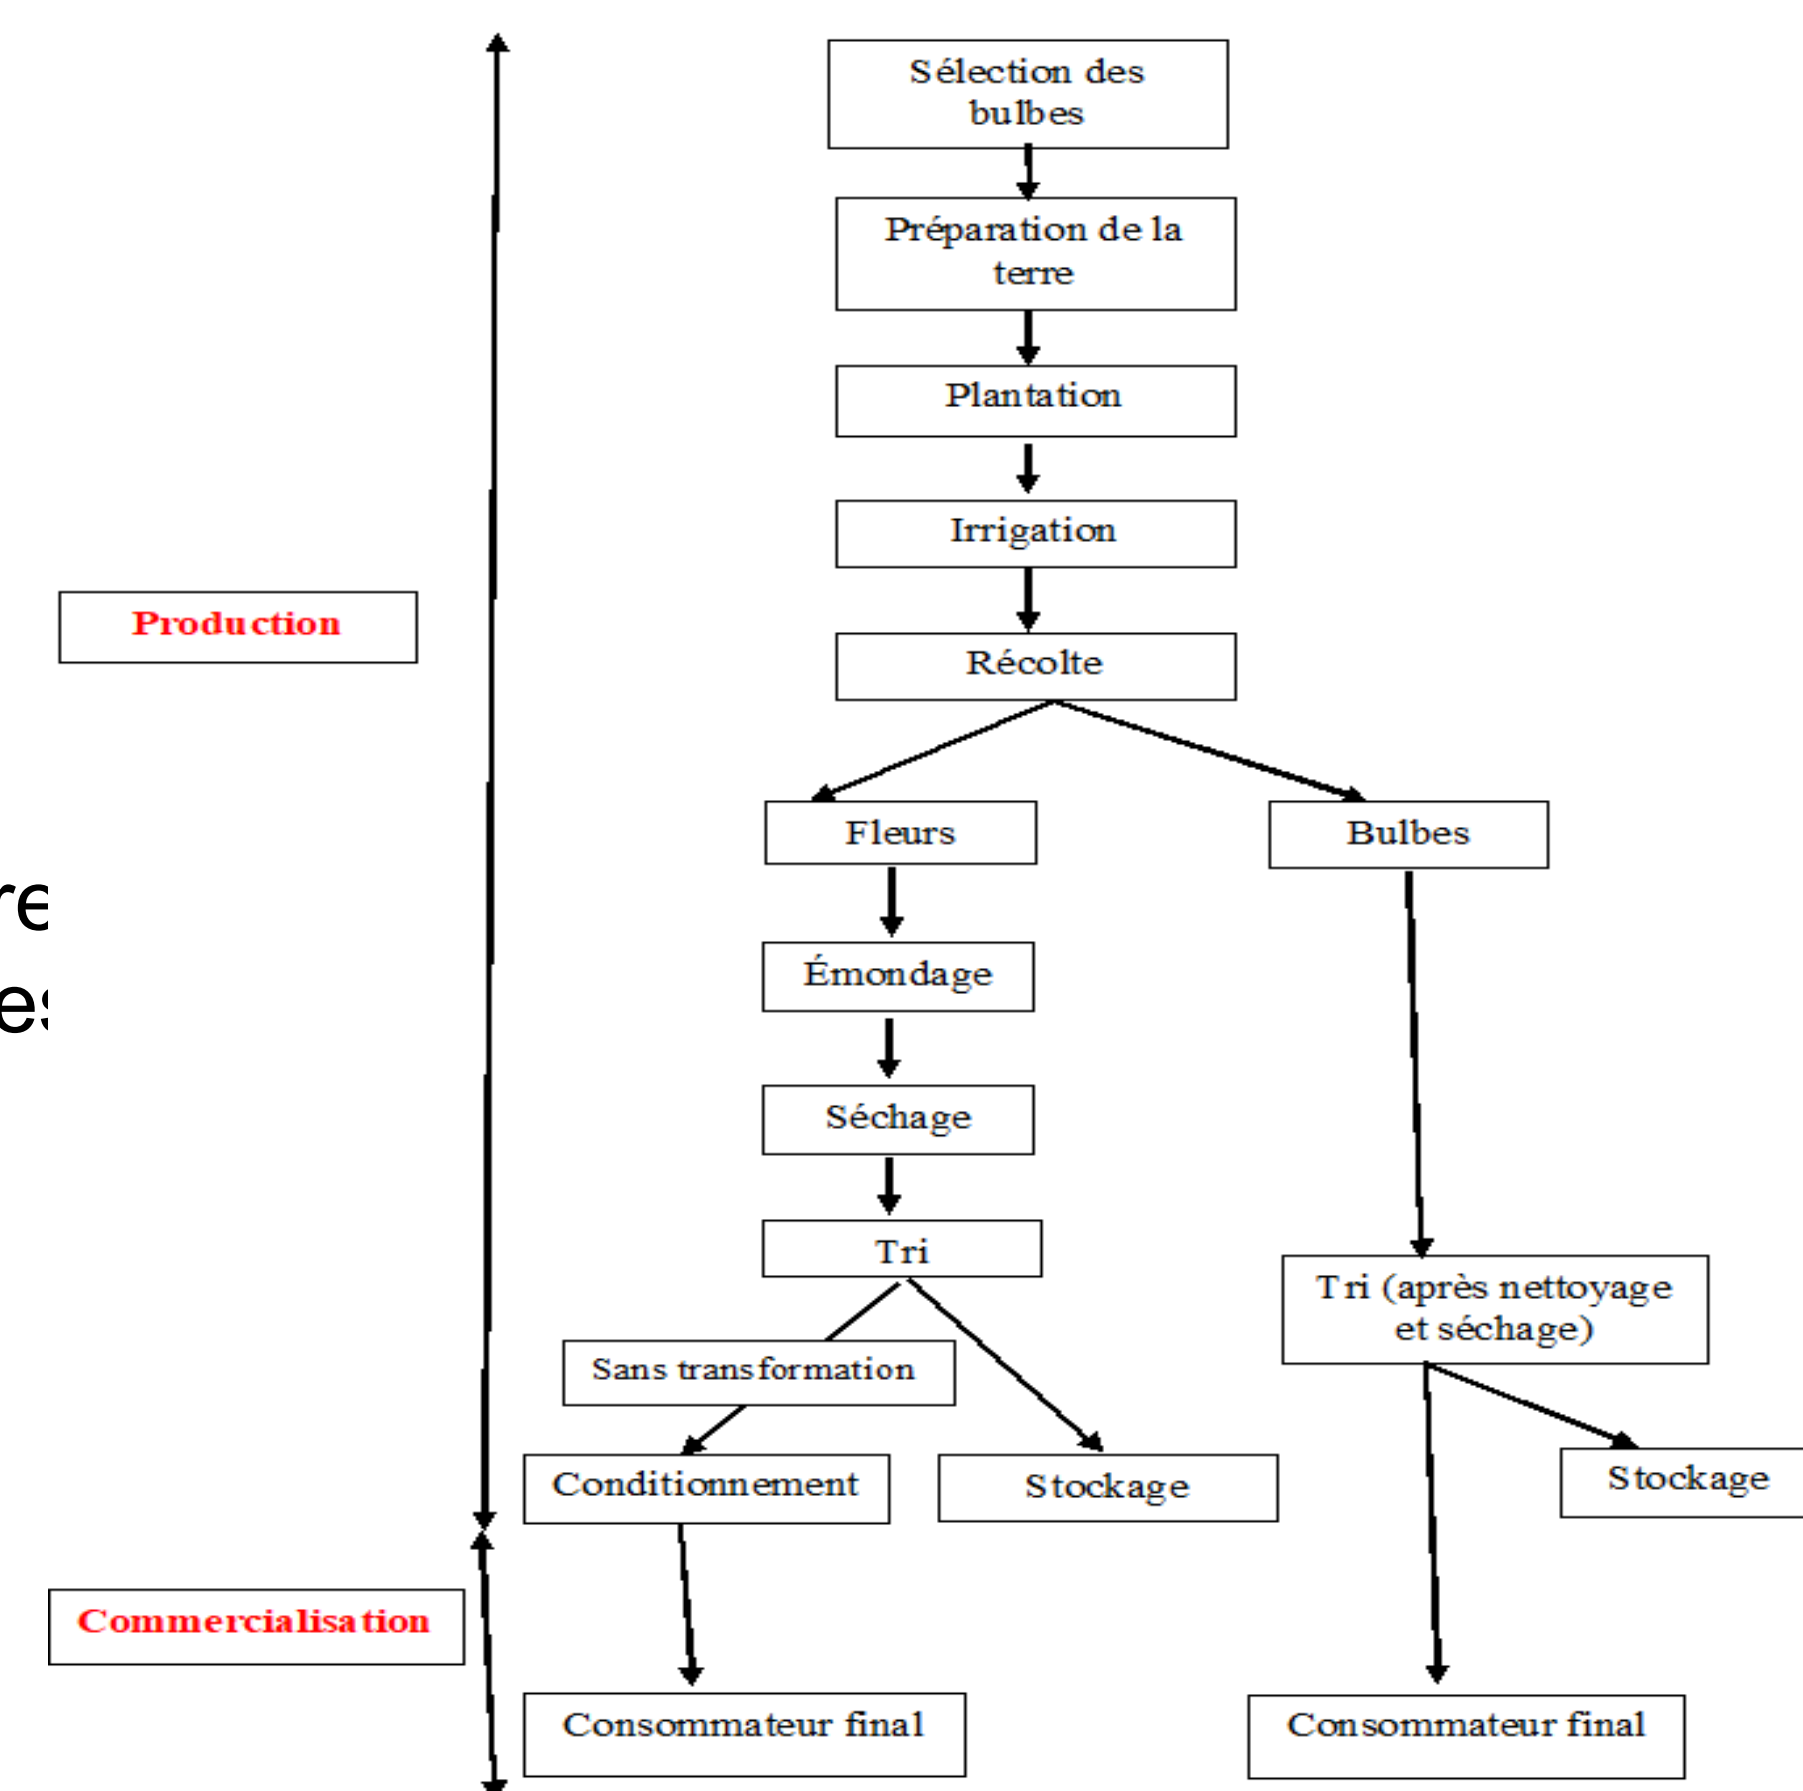 Sélection des
bulbes
Préparation de la
terre
Plantation
Irrigation
Production
Récolte
Fleurs
Bulbes
Émondage
Séchage
Tri
Tri (après nettoyage
et séchage)
Sans transformation
Conditionnement
Stockage
Stockage
Commercialisation
Consommateur final
Consommateur final